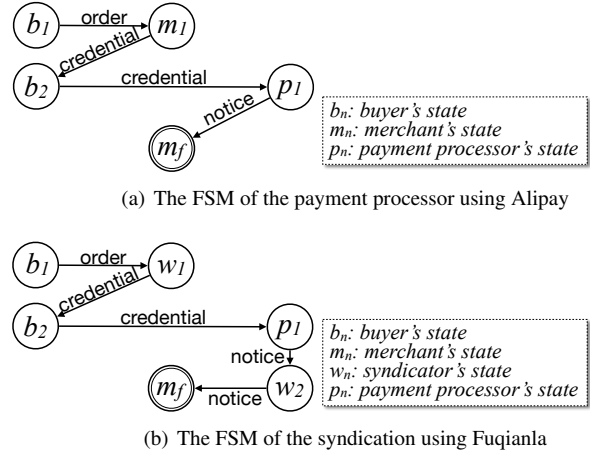 b1 order m1
credential
b2 credential p1
notice
mf
bn: buyer's state
mn: merchant's state
pn: payment processor's state
(a) The FSM of the payment processor using Alipay
b1 order w1
credential
b2 credential p1
notice
mf notice w2
bn: buyer's state
mn: merchant's state
wn: syndicator's state
pn: payment processor's state
(b) The FSM of the syndication using Fuqianla